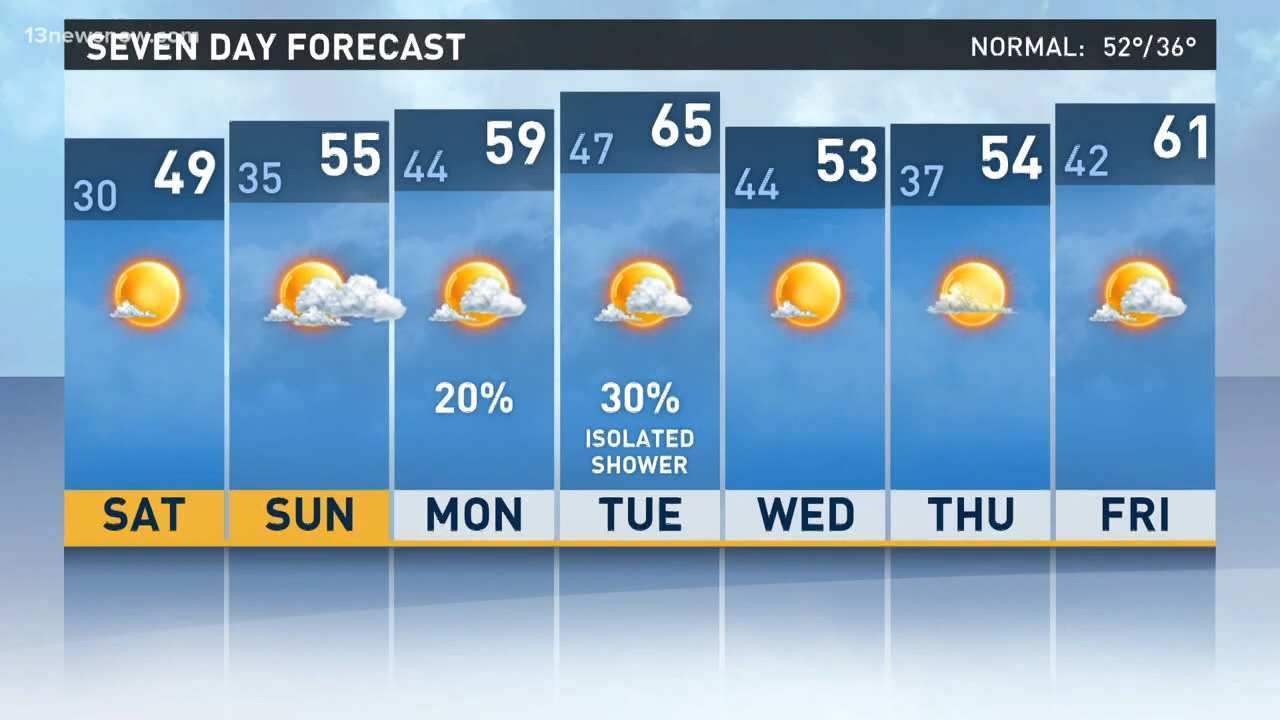 13newsnow.com
SEVEN DAY FORECAST
NORMAL: 52°/36°
30 49
35 55
44 59
47 65
44 53
37 54
42 61
20%
30%
ISOLATED
SHOWER
SAT SUN MON TUE WED THU FRI